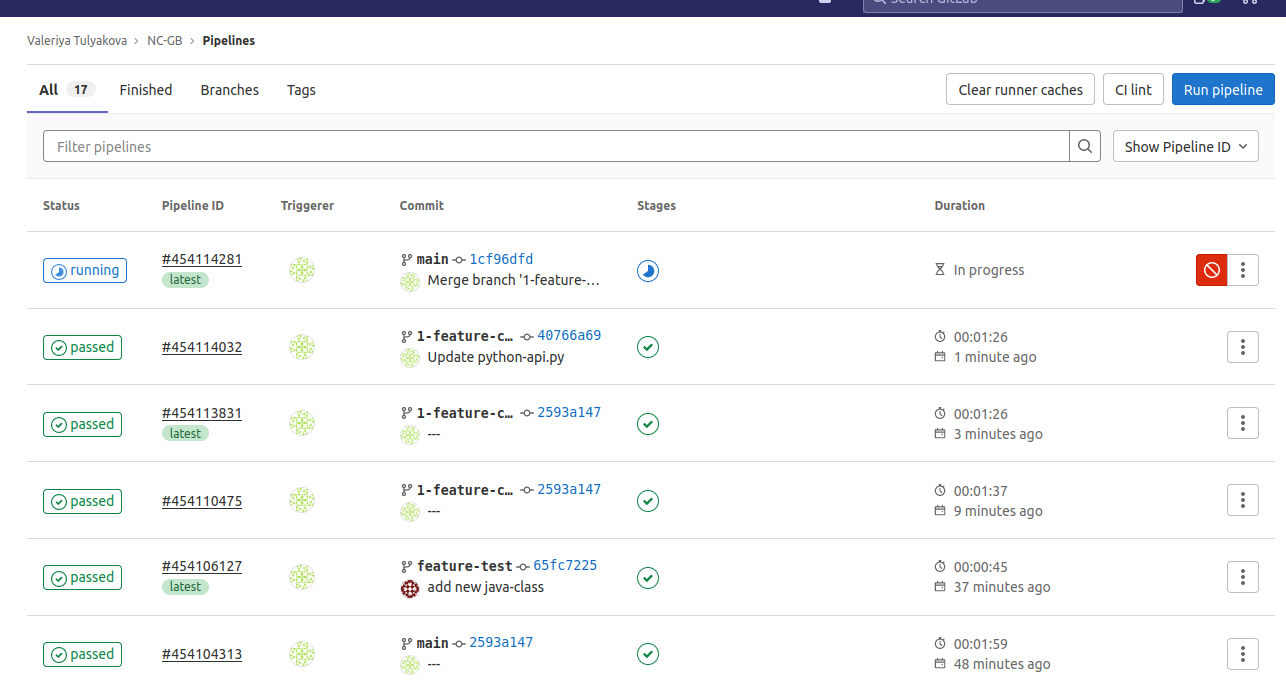 Search GitLab
Valeriya Tulyakova › NC-GB › Pipelines
All 17 Finished Branches Tags Clear runner caches CI lint Run pipeline
Filter pipelines Show Pipeline ID
Status Pipeline ID Triggerer Commit Stages Duration
running #454114281 latest main 1cf96dfd In progress
Merge branch '1-feature-...
passed #454114032 1-feature-c... 40766a69 00:01:26
Update python-api.py 1 minute ago
passed #454113831 latest 1-feature-c... 2593a147 00:01:26
--- 3 minutes ago
passed #454110475 1-feature-c... 2593a147 00:01:37
--- 9 minutes ago
passed #454106127 latest feature-test 65fc7225 00:00:45
add new java-class 37 minutes ago
passed #454104313 main 2593a147 00:01:59
--- 48 minutes ago